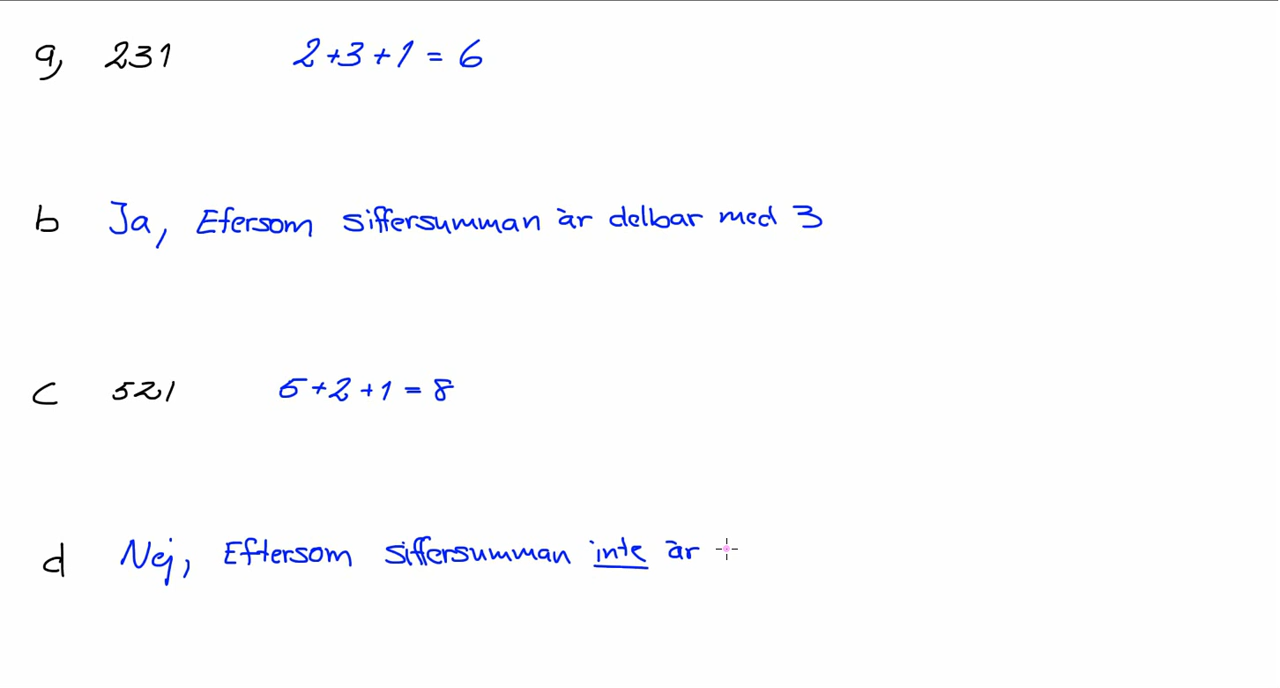 a, 231 2+3+1 = 6
b Ja, Efersom siffersumman är delbar med 3
c 521 5+2+1 = 8
d Nej, Eftersom siffersumman inte är